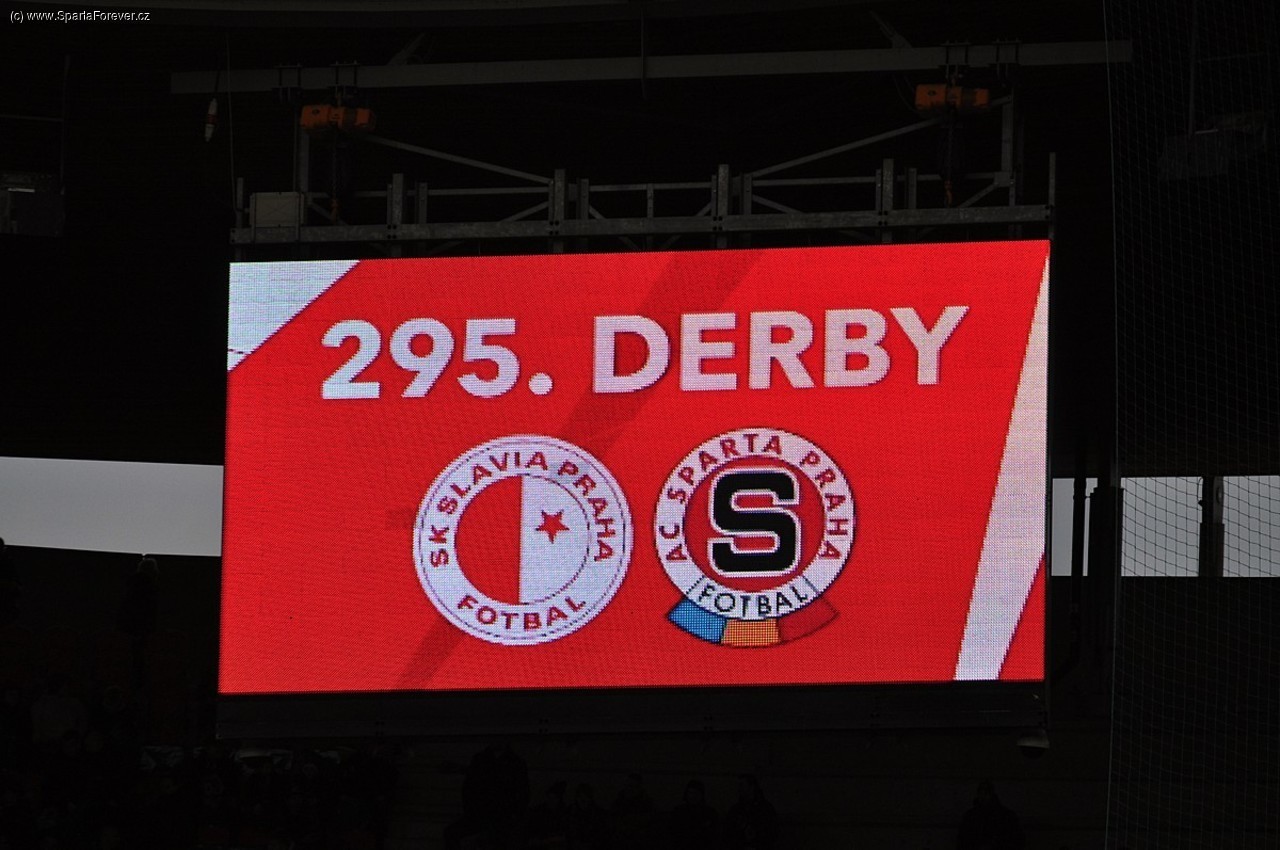 (c) www.SpartaForever.cz
295. DERBY
SK SLAVIA PRAHA
FOTBAL
AC SPARTA PRAHA
S
FOTBAL